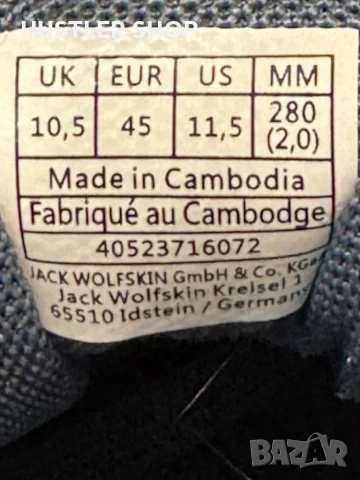 HUSTLER SHOP
UK EUR US MM
10,5 45 11,5 280 (2,0)
Made in Cambodia
Fabriqué au Cambodge
40523716072
JACK WOLFSKIN GmbH & Co. KGaA
Jack Wolfskin Kreisel 1
65510 Idstein / Germany
BAZAR